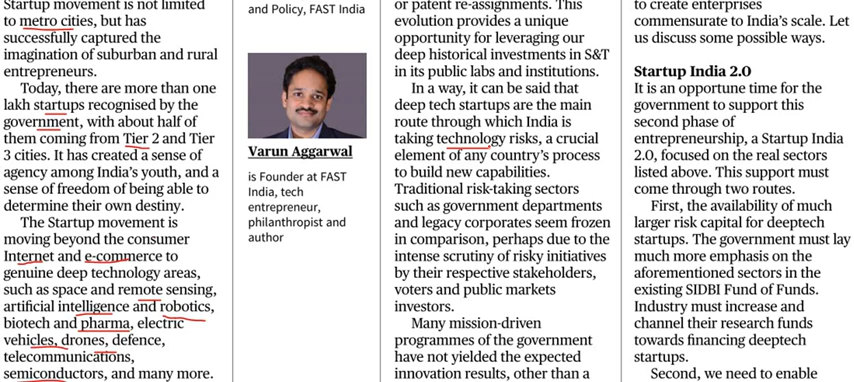 Startup movement is not limited
to metro cities, but has
successfully captured the
imagination of suburban and rural
entrepreneurs.
Today, there are more than one
lakh startups recognised by the
government, with about half of
them coming from Tier 2 and Tier
3 cities. It has created a sense of
agency among India's youth, and a
sense of freedom of being able to
determine their own destiny.
The Startup movement is
moving beyond the consumer
Internet and e-commerce to
genuine deep technology areas,
such as space and remote sensing,
artificial intelligence and robotics,
biotech and pharma, electric
vehicles, drones, defence,
telecommunications,
semiconductors, and many more.
and Policy, FAST India
Varun Aggarwal
is Founder at FAST
India, tech
entrepreneur,
philanthropist and
author
or patent re-assignments. This
evolution provides a unique
opportunity for leveraging our
deep historical investments in S&T
in its public labs and institutions.
In a way, it can be said that
deep tech startups are the main
route through which India is
taking technology risks, a crucial
element of any country's process
to build new capabilities.
Traditional risk-taking sectors
such as government departments
and legacy corporates seem frozen
in comparison, perhaps due to the
intense scrutiny of risky initiatives
by their respective stakeholders,
voters and public markets
investors.
Many mission-driven
programmes of the government
have not yielded the expected
innovation results, other than a
to create enterprises
commensurate to India's scale. Let
us discuss some possible ways.
Startup India 2.0
It is an opportune time for the
government to support this
second phase of
entrepreneurship, a Startup India
2.0, focused on the real sectors
listed above. This support must
come through two routes.
First, the availability of much
larger risk capital for deeptech
startups. The government must lay
much more emphasis on the
aforementioned sectors in the
existing SIDBI Fund of Funds.
Industry must increase and
channel their research funds
towards financing deeptech
startups.
Second, we need to enable